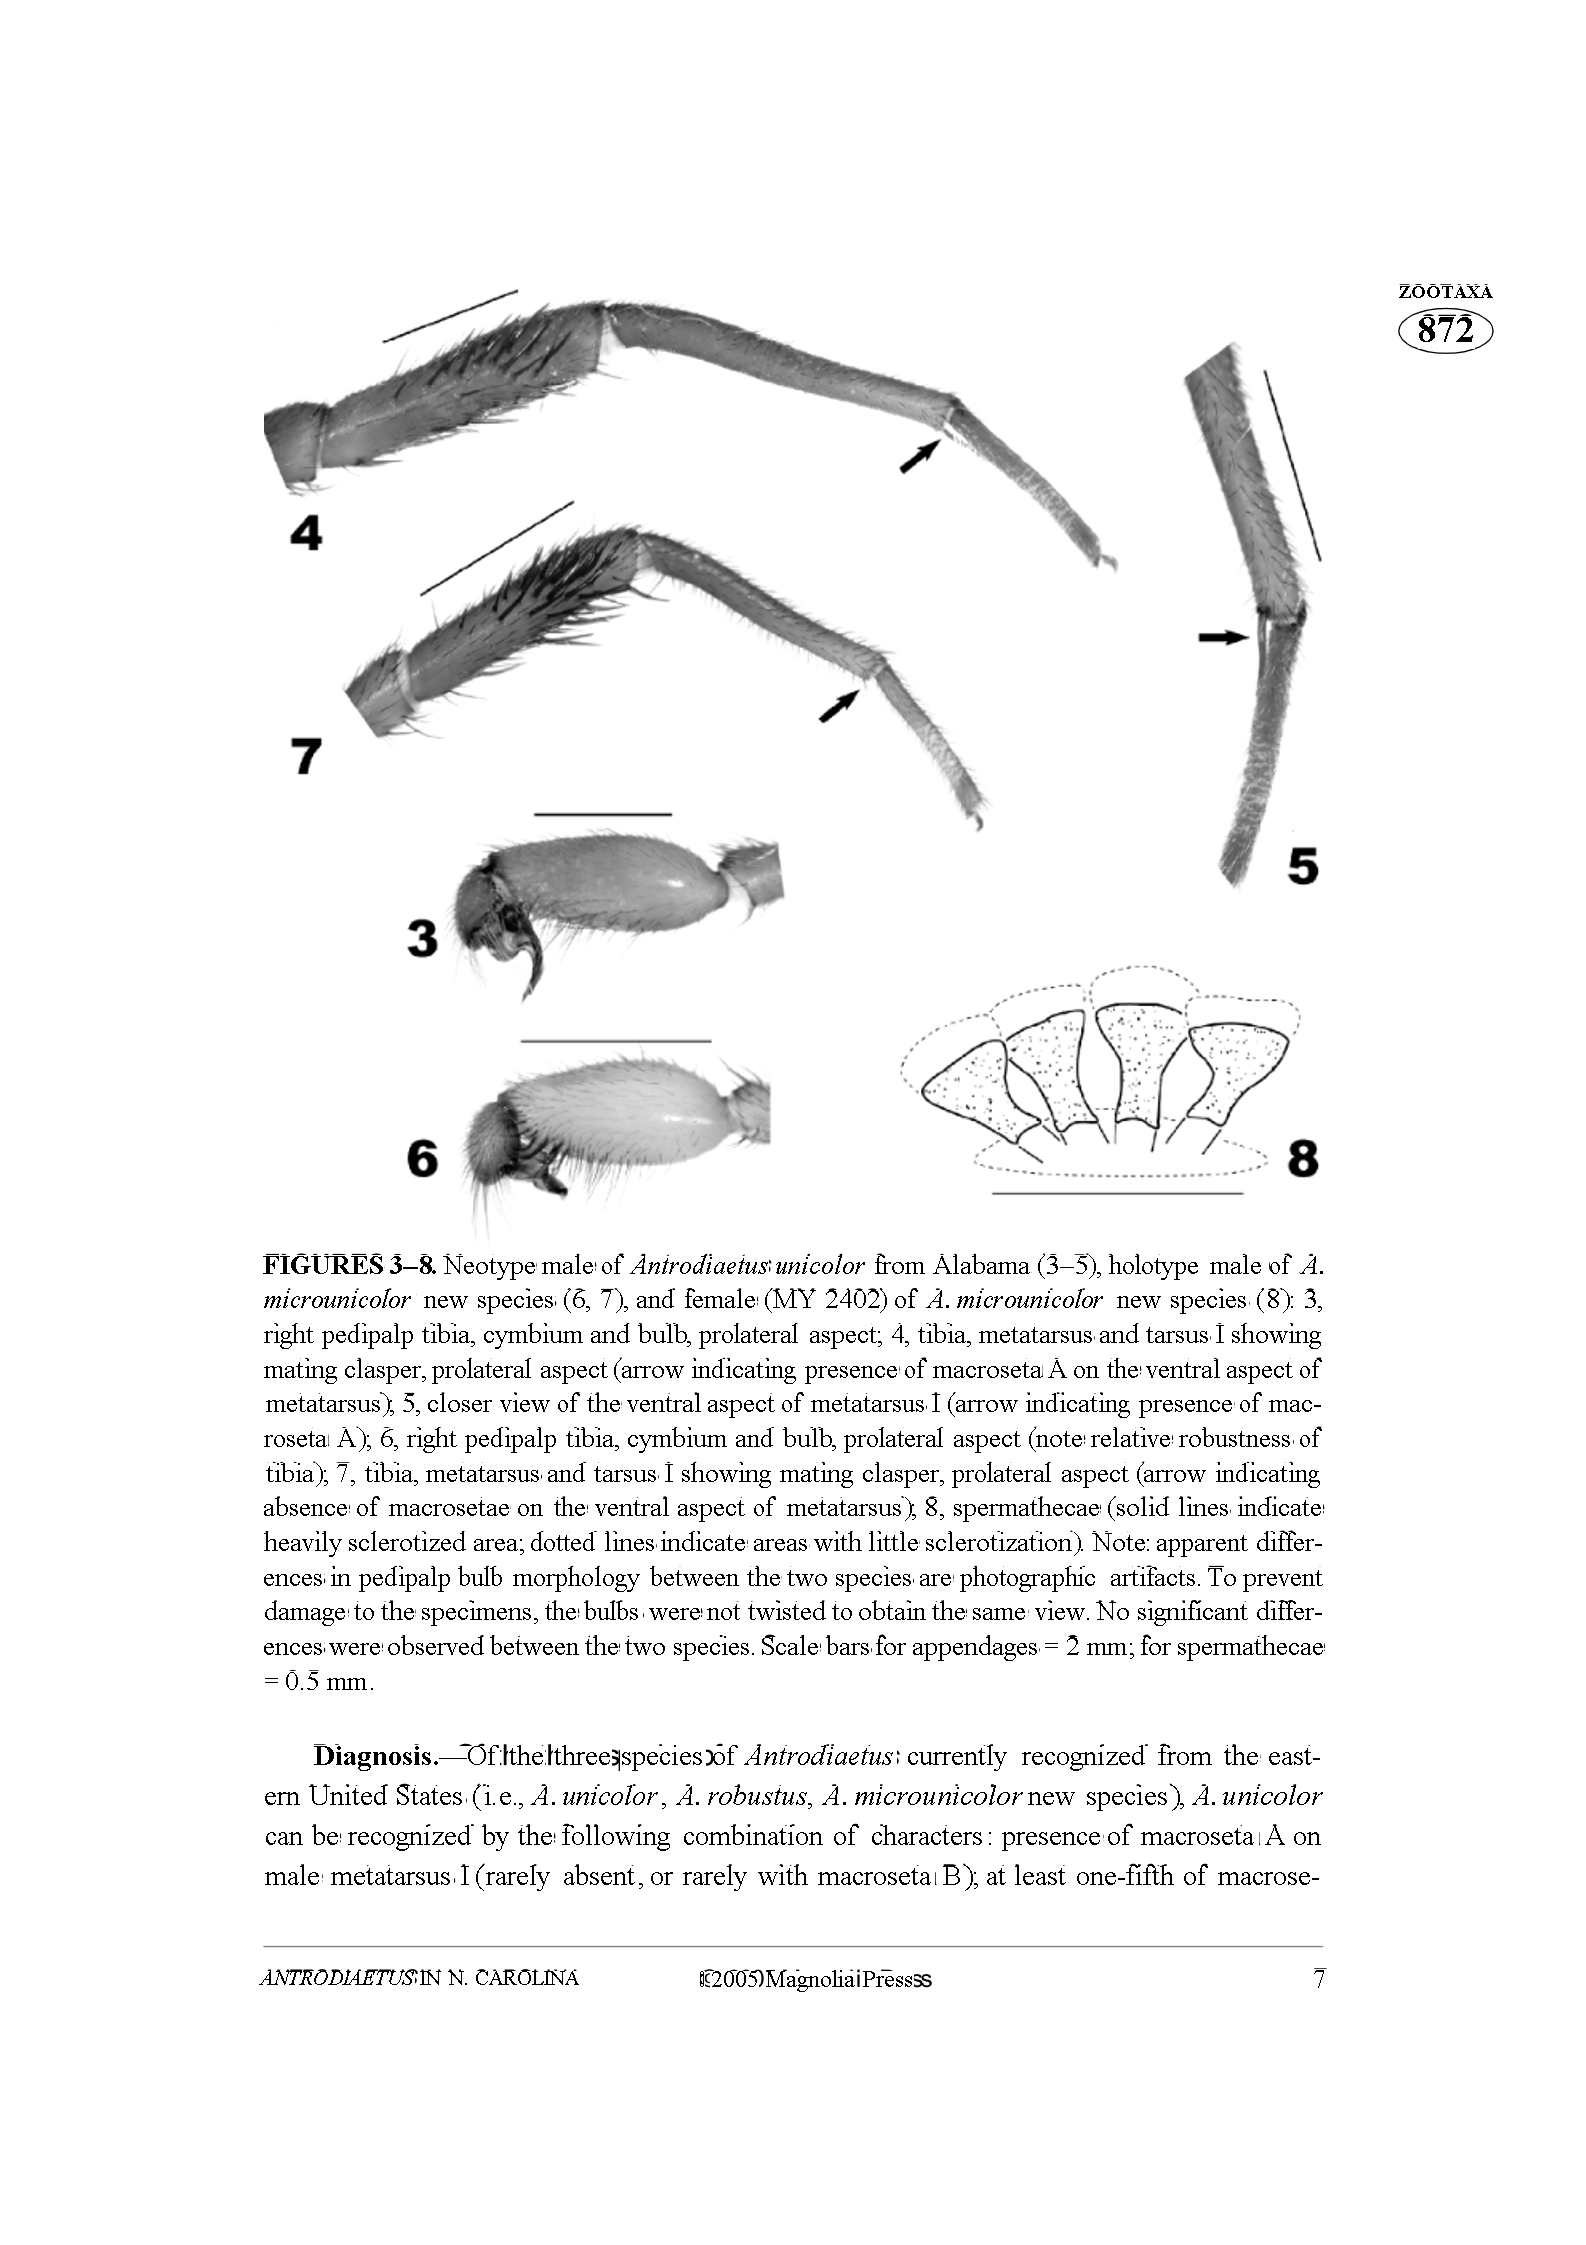 ZOOTAXA
872
4
7
5
3
6
8
FIGURES 3–8. Neotype male of Antrodiaetus unicolor from Alabama (3–5), holotype male of A.
microunicolor new species (6, 7), and female (MY 2402) of A. microunicolor new species (8): 3,
right pedipalp tibia, cymbium and bulb, prolateral aspect; 4, tibia, metatarsus and tarsus I showing
mating clasper, prolateral aspect (arrow indicating presence of macroseta A on the ventral aspect of
metatarsus); 5, closer view of the ventral aspect of metatarsus I (arrow indicating presence of mac-
roseta A); 6, right pedipalp tibia, cymbium and bulb, prolateral aspect (note relative robustness of
tibia); 7, tibia, metatarsus and tarsus I showing mating clasper, prolateral aspect (arrow indicating
absence of macrosetae on the ventral aspect of metatarsus); 8, spermathecae (solid lines indicate
heavily sclerotized area; dotted lines indicate areas with little sclerotization). Note: apparent differ-
ences in pedipalp bulb morphology between the two species are photographic artifacts. To prevent
damage to the specimens, the bulbs were not twisted to obtain the same view. No significant differ-
ences were observed between the two species. Scale bars for appendages = 2 mm; for spermathecae
= 0.5 mm.
Diagnosis.—Of the three species of Antrodiaetus currently recognized from the east-
ern United States (i.e., A. unicolor, A. robustus, A. microunicolor new species), A. unicolor
can be recognized by the following combination of characters: presence of macroseta A on
male metatarsus I (rarely absent, or rarely with macroseta B); at least one-fifth of macrose-
ANTRODIAETUS IN N. CAROLINA © 2005 Magnolia Press 7